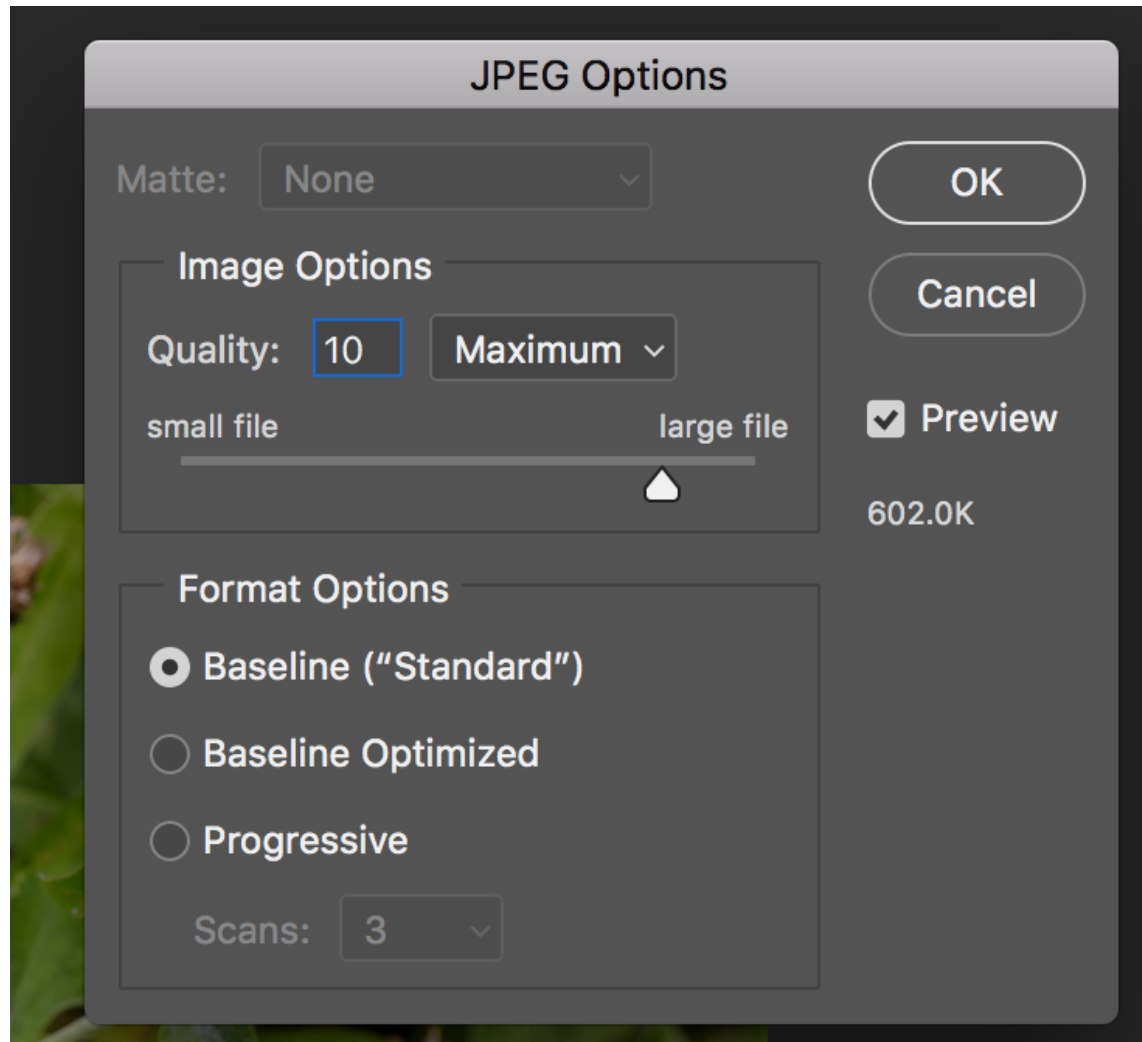 JPEG Options
Matte: None
OK
Image Options
Cancel
Quality: 10 Maximum
small file large file
Preview
602.0K
Format Options
Baseline (“Standard”)
Baseline Optimized
Progressive
Scans: 3